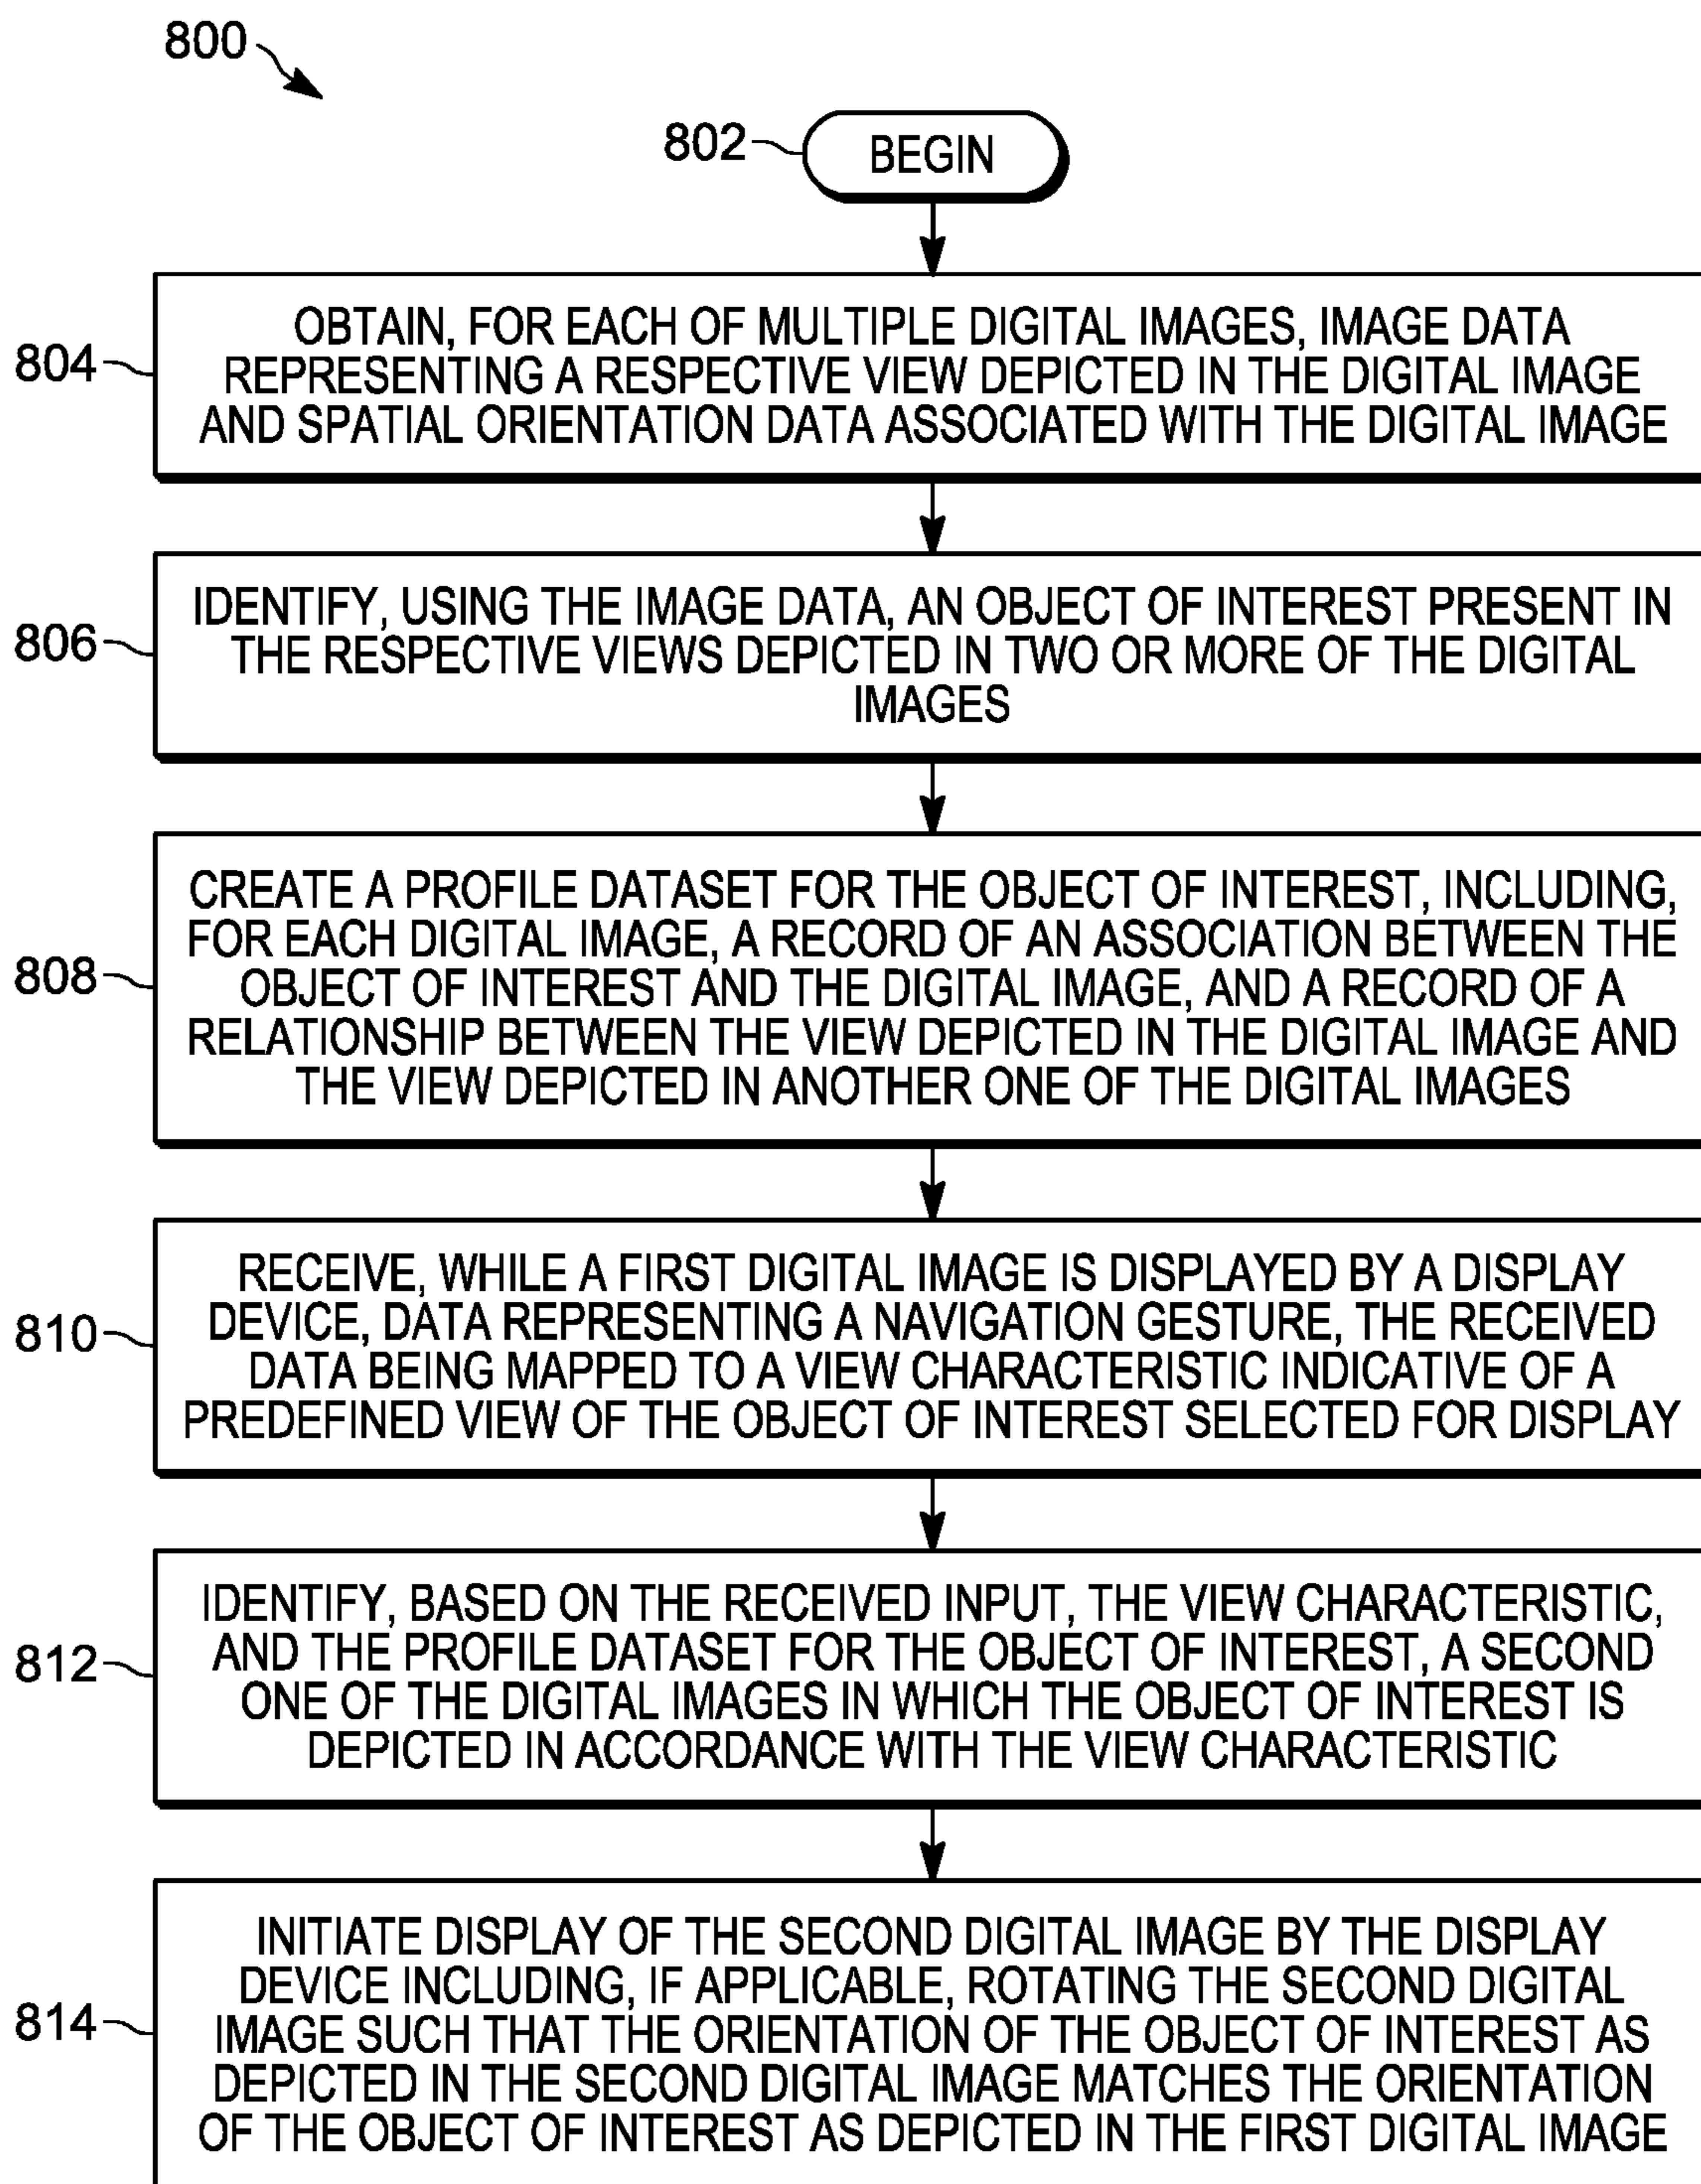 800
802
BEGIN
804
OBTAIN, FOR EACH OF MULTIPLE DIGITAL IMAGES, IMAGE DATA
REPRESENTING A RESPECTIVE VIEW DEPICTED IN THE DIGITAL IMAGE
AND SPATIAL ORIENTATION DATA ASSOCIATED WITH THE DIGITAL IMAGE
806
IDENTIFY, USING THE IMAGE DATA, AN OBJECT OF INTEREST PRESENT IN
THE RESPECTIVE VIEWS DEPICTED IN TWO OR MORE OF THE DIGITAL
IMAGES
808
CREATE A PROFILE DATASET FOR THE OBJECT OF INTEREST, INCLUDING,
FOR EACH DIGITAL IMAGE, A RECORD OF AN ASSOCIATION BETWEEN THE
OBJECT OF INTEREST AND THE DIGITAL IMAGE, AND A RECORD OF A
RELATIONSHIP BETWEEN THE VIEW DEPICTED IN THE DIGITAL IMAGE AND
THE VIEW DEPICTED IN ANOTHER ONE OF THE DIGITAL IMAGES
810
RECEIVE, WHILE A FIRST DIGITAL IMAGE IS DISPLAYED BY A DISPLAY
DEVICE, DATA REPRESENTING A NAVIGATION GESTURE, THE RECEIVED
DATA BEING MAPPED TO A VIEW CHARACTERISTIC INDICATIVE OF A
PREDEFINED VIEW OF THE OBJECT OF INTEREST SELECTED FOR DISPLAY
812
IDENTIFY, BASED ON THE RECEIVED INPUT, THE VIEW CHARACTERISTIC,
AND THE PROFILE DATASET FOR THE OBJECT OF INTEREST, A SECOND
ONE OF THE DIGITAL IMAGES IN WHICH THE OBJECT OF INTEREST IS
DEPICTED IN ACCORDANCE WITH THE VIEW CHARACTERISTIC
814
INITIATE DISPLAY OF THE SECOND DIGITAL IMAGE BY THE DISPLAY
DEVICE INCLUDING, IF APPLICABLE, ROTATING THE SECOND DIGITAL
IMAGE SUCH THAT THE ORIENTATION OF THE OBJECT OF INTEREST AS
DEPICTED IN THE SECOND DIGITAL IMAGE MATCHES THE ORIENTATION
OF THE OBJECT OF INTEREST AS DEPICTED IN THE FIRST DIGITAL IMAGE